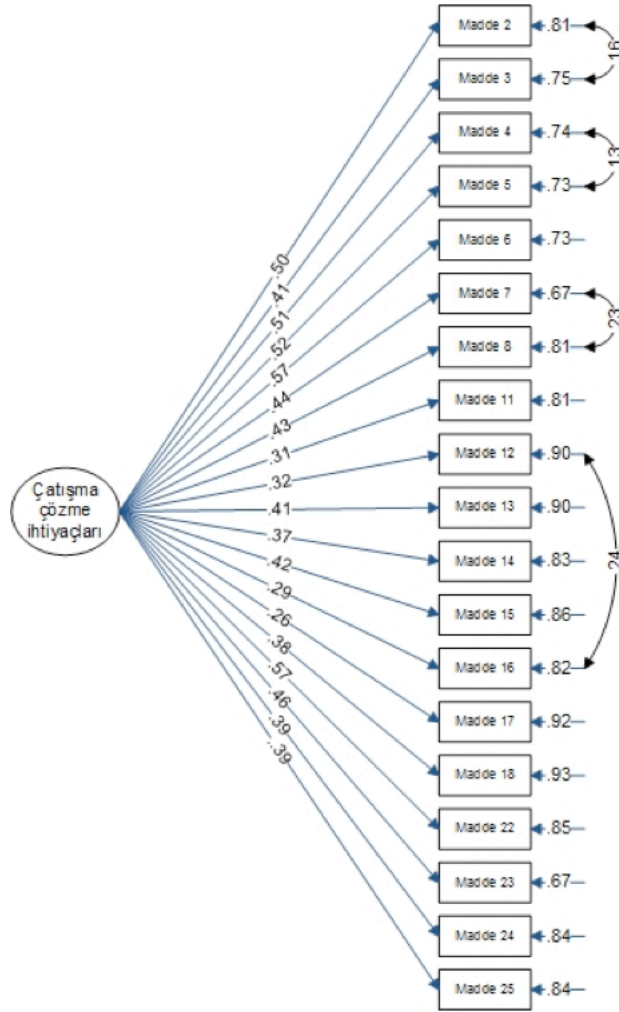 Madde 2
.81
16
Madde 3
.75
Madde 4
.74
13
Madde 5
.73
Madde 6
.73
Madde 7
.67
23
Madde 8
.81
Madde 11
.81
Madde 12
.90
Madde 13
.90
Madde 14
.83
24
Madde 15
.86
Madde 16
.82
Madde 17
.92
Madde 18
.93
Madde 22
.85
Madde 23
.67
Madde 24
.84
Madde 25
.84
.50
.41
.51
.52
.57
.44
.43
.31
.32
.41
.37
.42
.29
.26
.38
.57
.46
.39
.39
Çatışma
çözme
ihtiyaçları